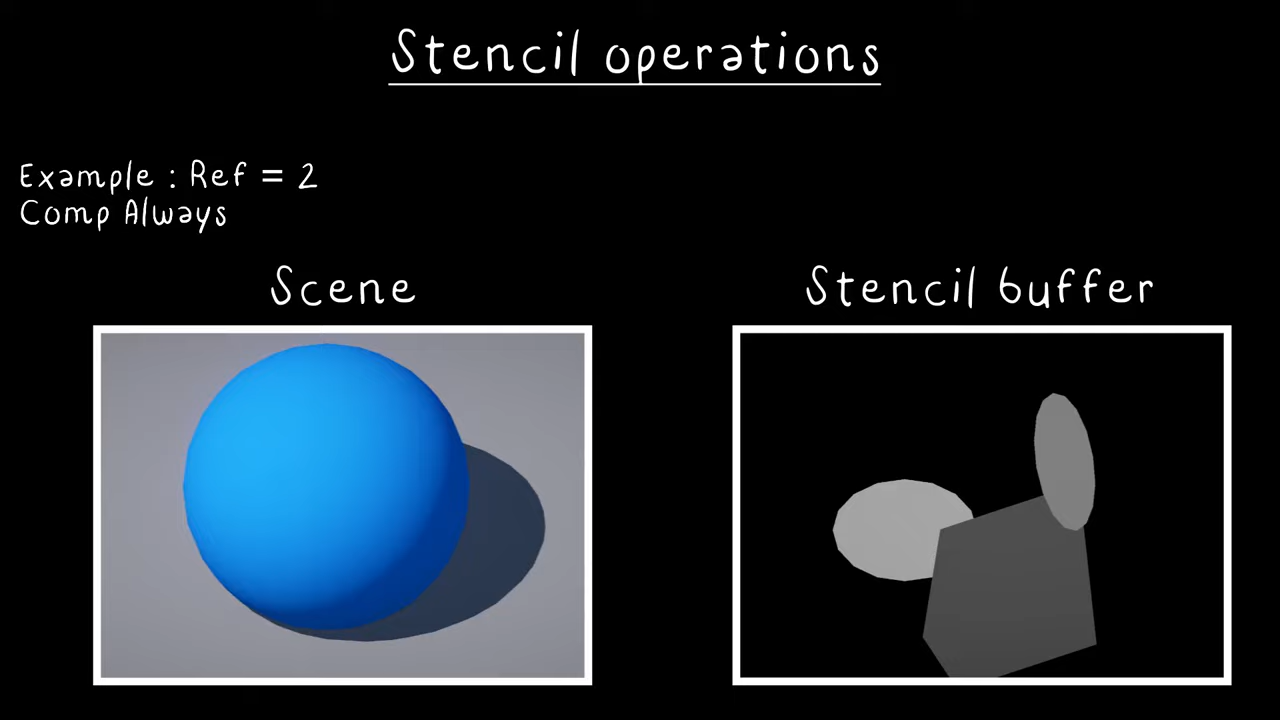 Stencil operations
Example : Ref = 2
Comp Always
Scene
Stencil buffer